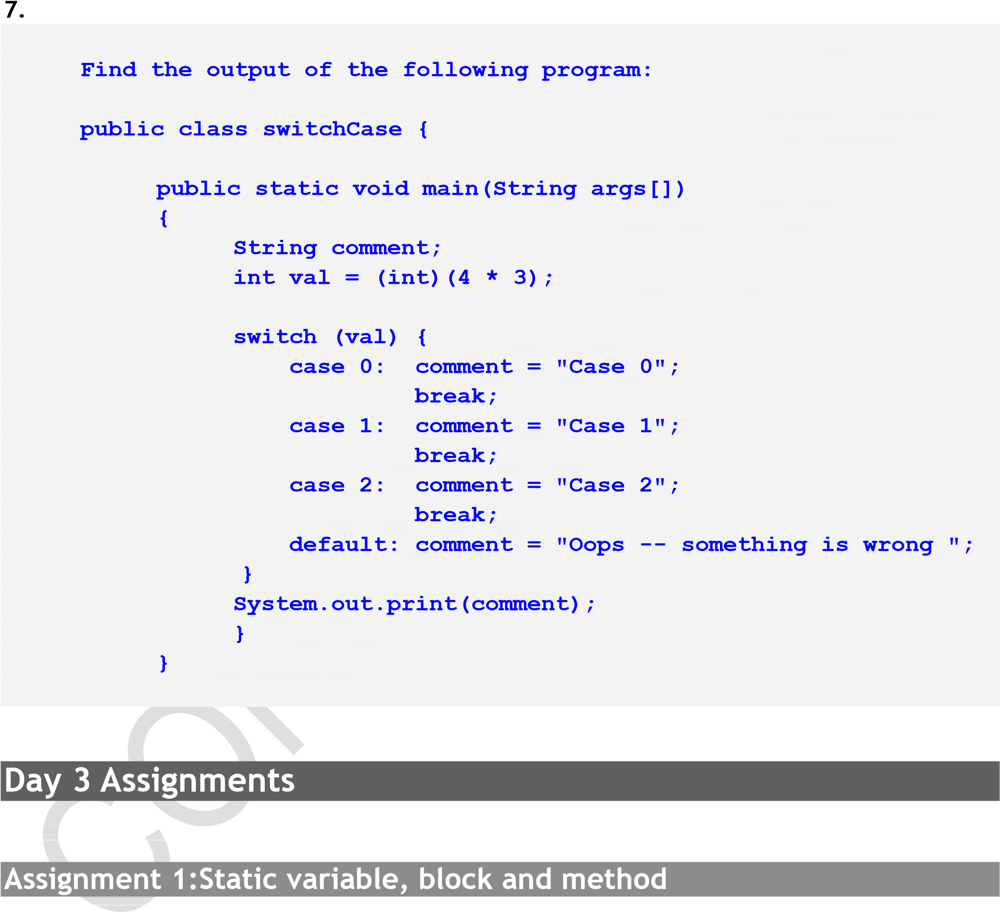 7.
Find the output of the following program:
public class switchCase {
public static void main(String args[])
{
String comment;
int val = (int)(4 * 3);
switch (val) {
case 0: comment = "Case 0";
break;
case 1: comment = "Case 1";
break;
case 2: comment = "Case 2";
break;
default: comment = "Oops -- something is wrong ";
}
System.out.print(comment);
}
}
Day 3 Assignments
Assignment 1:Static variable, block and method